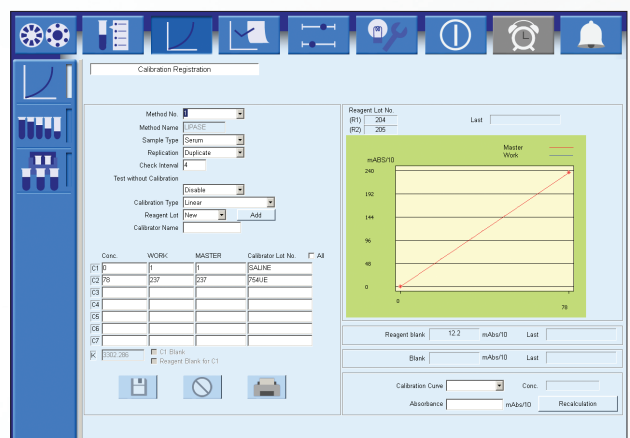 Calibration Registration
Method No. 1
Method Name LIPASE
Sample Type Serum
Replication Duplicate
Check Interval 4
Test without Calibration
Disable
Calibration Type Linear
Reagent Lot New Add
Calibrator Name
Conc. WORK MASTER Calibrator Lot No. All
C1 0 1 1 SALINE
C2 78 237 237 754UE
C3
C4
C5
C6
C7
K 3302.286 C1 Blank
Reagent Blank for C1
Reagent Lot No.
(R1) 204 Last
(R2) 205
Master
Work
mABS/10
240
192
144
96
48
0
0
78
Reagent blank 12.2 mAbs/10 Last
Blank mAbs/10 Last
Calibration Curve Conc.
Absorbance mAbs/10 Recalculation